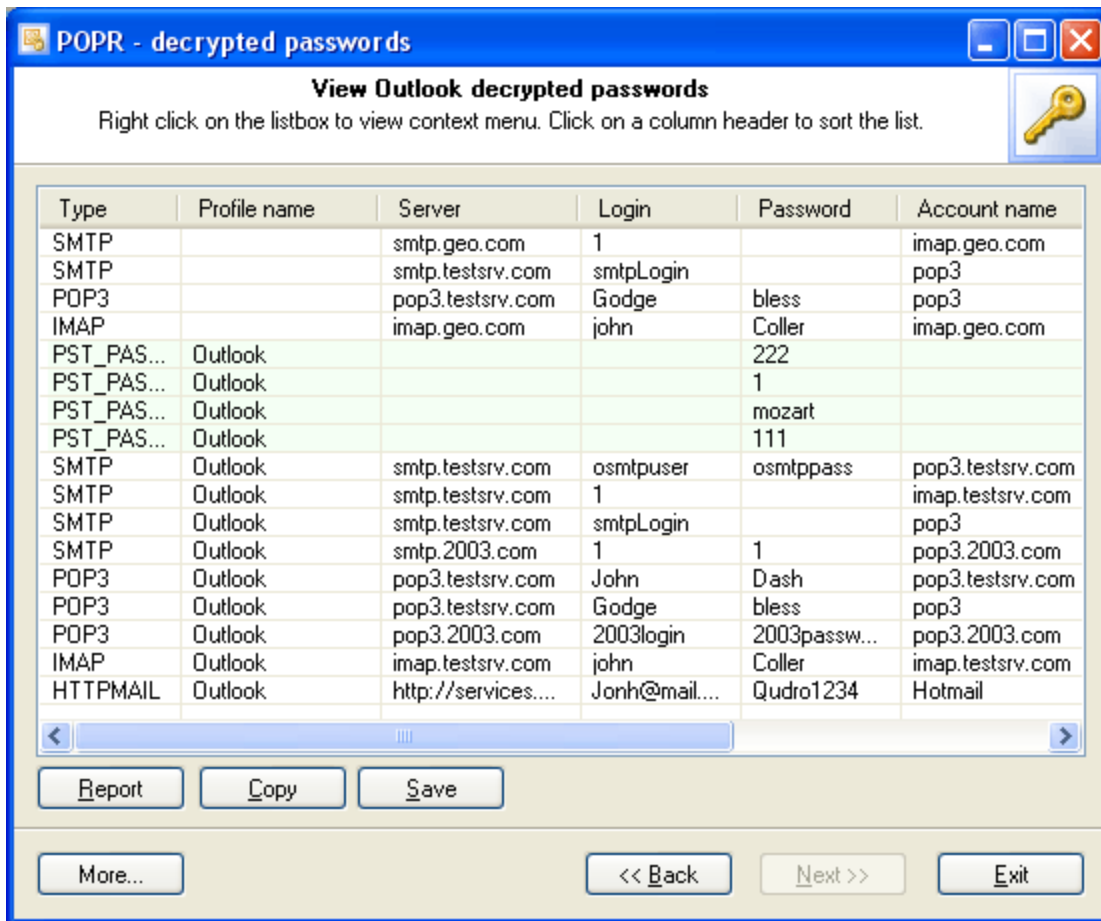 POPR - decrypted passwords
View Outlook decrypted passwords
Right click on the listbox to view context menu. Click on a column header to sort the list.
Type Profile name Server Login Password Account name
SMTP smtp.geo.com 1 imap.geo.com
SMTP smtp.testsrv.com smtpLogin pop3
POP3 pop3.testsrv.com Godge bless pop3
IMAP imap.geo.com john Coller imap.geo.com
PST_PAS... Outlook 222
PST_PAS... Outlook 1
PST_PAS... Outlook mozart
PST_PAS... Outlook 111
SMTP Outlook smtp.testsrv.com osmtpuser osmtppass pop3.testsrv.com
SMTP Outlook smtp.testsrv.com 1 imap.testsrv.com
SMTP Outlook smtp.testsrv.com smtpLogin pop3
SMTP Outlook smtp.2003.com 1 1 pop3.2003.com
POP3 Outlook pop3.testsrv.com John Dash pop3.testsrv.com
POP3 Outlook pop3.testsrv.com Godge bless pop3
POP3 Outlook pop3.2003.com 2003login 2003passw... pop3.2003.com
IMAP Outlook imap.testsrv.com john Coller imap.testsrv.com
HTTPMAIL Outlook http://services.... Jonh@mail.... Qudro1234 Hotmail
Report Copy Save
More... << Back Next >> Exit